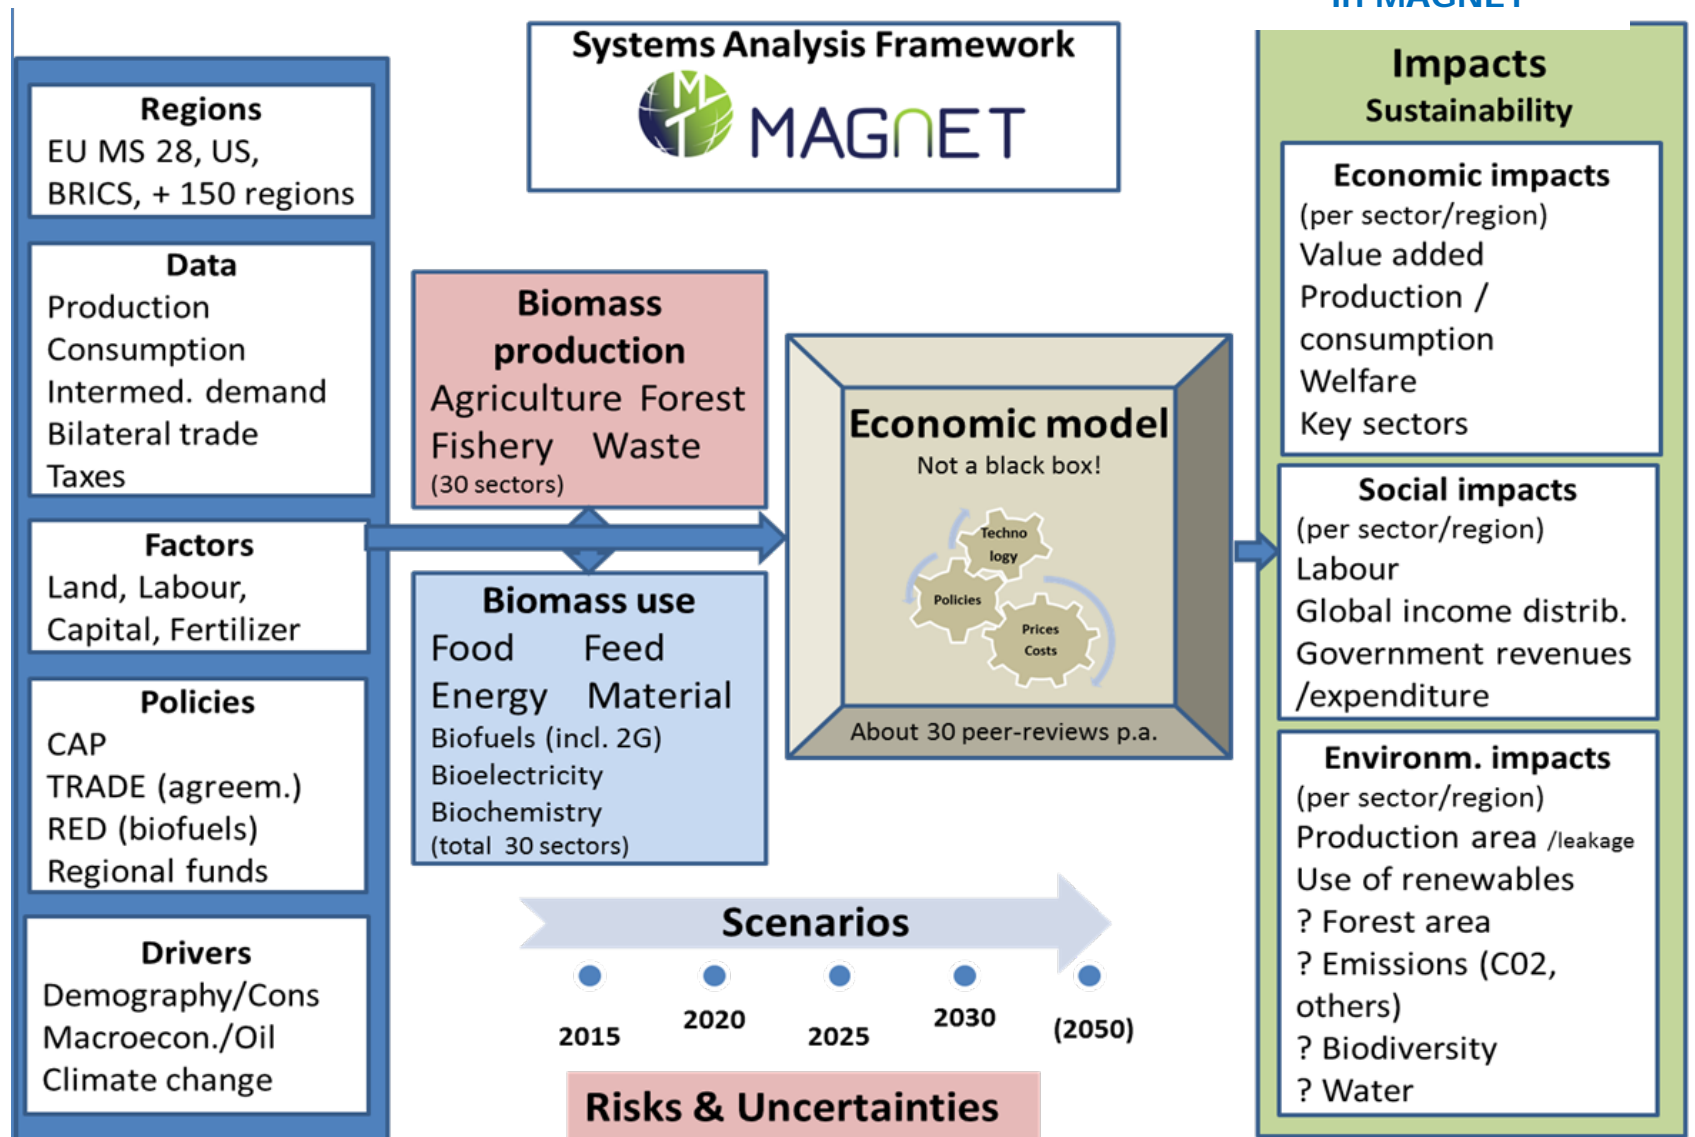 in MAGNET
Systems Analysis Framework
MAGNET
Regions
EU MS 28, US,
BRICS, + 150 regions
Data
Production
Consumption
Intermed. demand
Bilateral trade
Taxes
Factors
Land, Labour,
Capital, Fertilizer
Policies
CAP
TRADE (agreem.)
RED (biofuels)
Regional funds
Drivers
Demography/Cons
Macroecon./Oil
Climate change
Biomass
production
Agriculture Forest
Fishery Waste
(30 sectors)
Biomass use
Food Feed
Energy Material
Biofuels (incl. 2G)
Bioelectricity
Biochemistry
(total 30 sectors)
Economic model
Not a black box!
Techno
logy
Policies
Prices
Costs
About 30 peer-reviews p.a.
Scenarios
2015 2020 2025 2030 (2050)
Risks & Uncertainties
Impacts
Sustainability
Economic impacts
(per sector/region)
Value added
Production /
consumption
Welfare
Key sectors
Social impacts
(per sector/region)
Labour
Global income distrib.
Government revenues
/expenditure
Environm. impacts
(per sector/region)
Production area /leakage
Use of renewables
? Forest area
? Emissions (C02,
others)
? Biodiversity
? Water